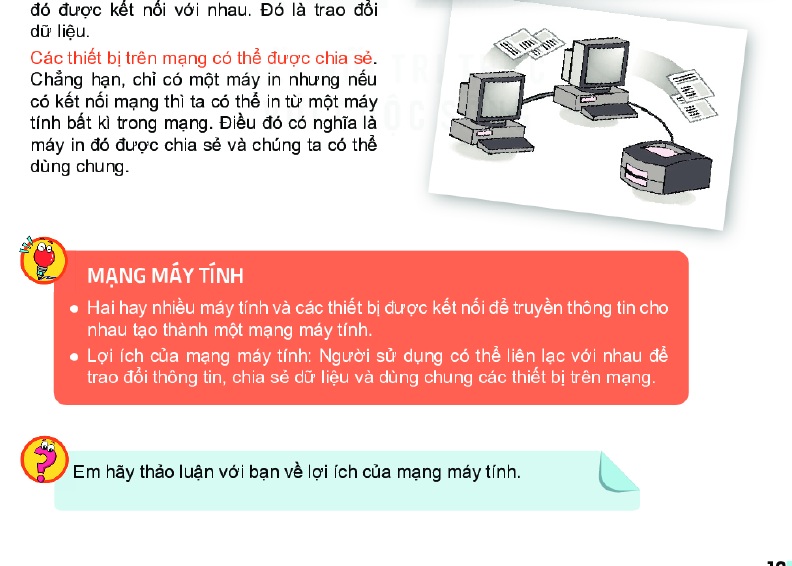 đó được kết nối với nhau. Đó là trao đổi
dữ liệu.
Các thiết bị trên mạng có thể được chia sẻ.
Chẳng hạn, chỉ có một máy in nhưng nếu
có kết nối mạng thì ta có thể in từ một máy
tính bất kì trong mạng. Điều đó có nghĩa là
máy in đó được chia sẻ và chúng ta có thể
dùng chung.
MẠNG MÁY TÍNH
● Hai hay nhiều máy tính và các thiết bị được kết nối để truyền thông tin cho
nhau tạo thành một mạng máy tính.
● Lợi ích của mạng máy tính: Người sử dụng có thể liên lạc với nhau để
trao đổi thông tin, chia sẻ dữ liệu và dùng chung các thiết bị trên mạng.
Em hãy thảo luận với bạn về lợi ích của mạng máy tính.